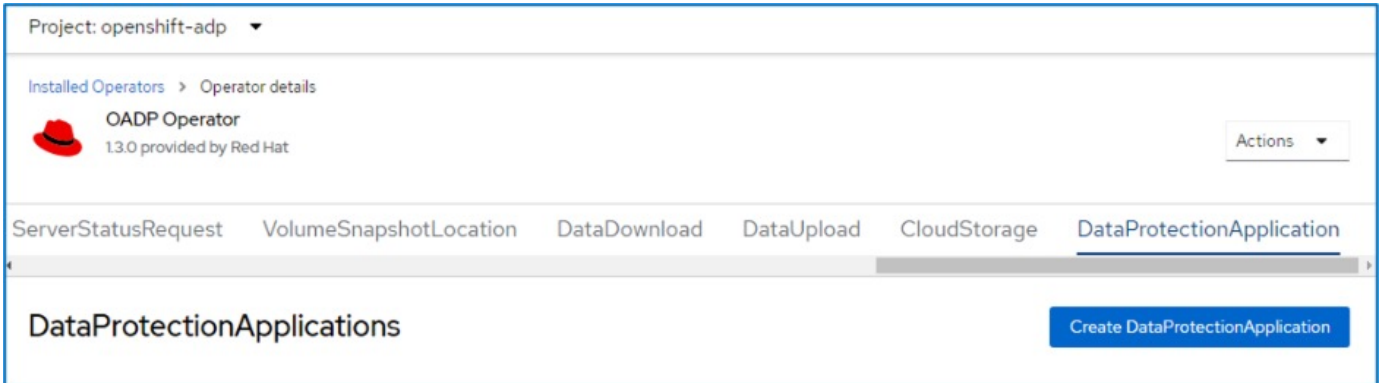 Project: openshift-adp
Installed Operators > Operator details
OADP Operator
1.3.0 provided by Red Hat
Actions
ServerStatusRequest VolumeSnapshotLocation DataDownload DataUpload CloudStorage DataProtectionApplication
DataProtectionApplications
Create DataProtectionApplication